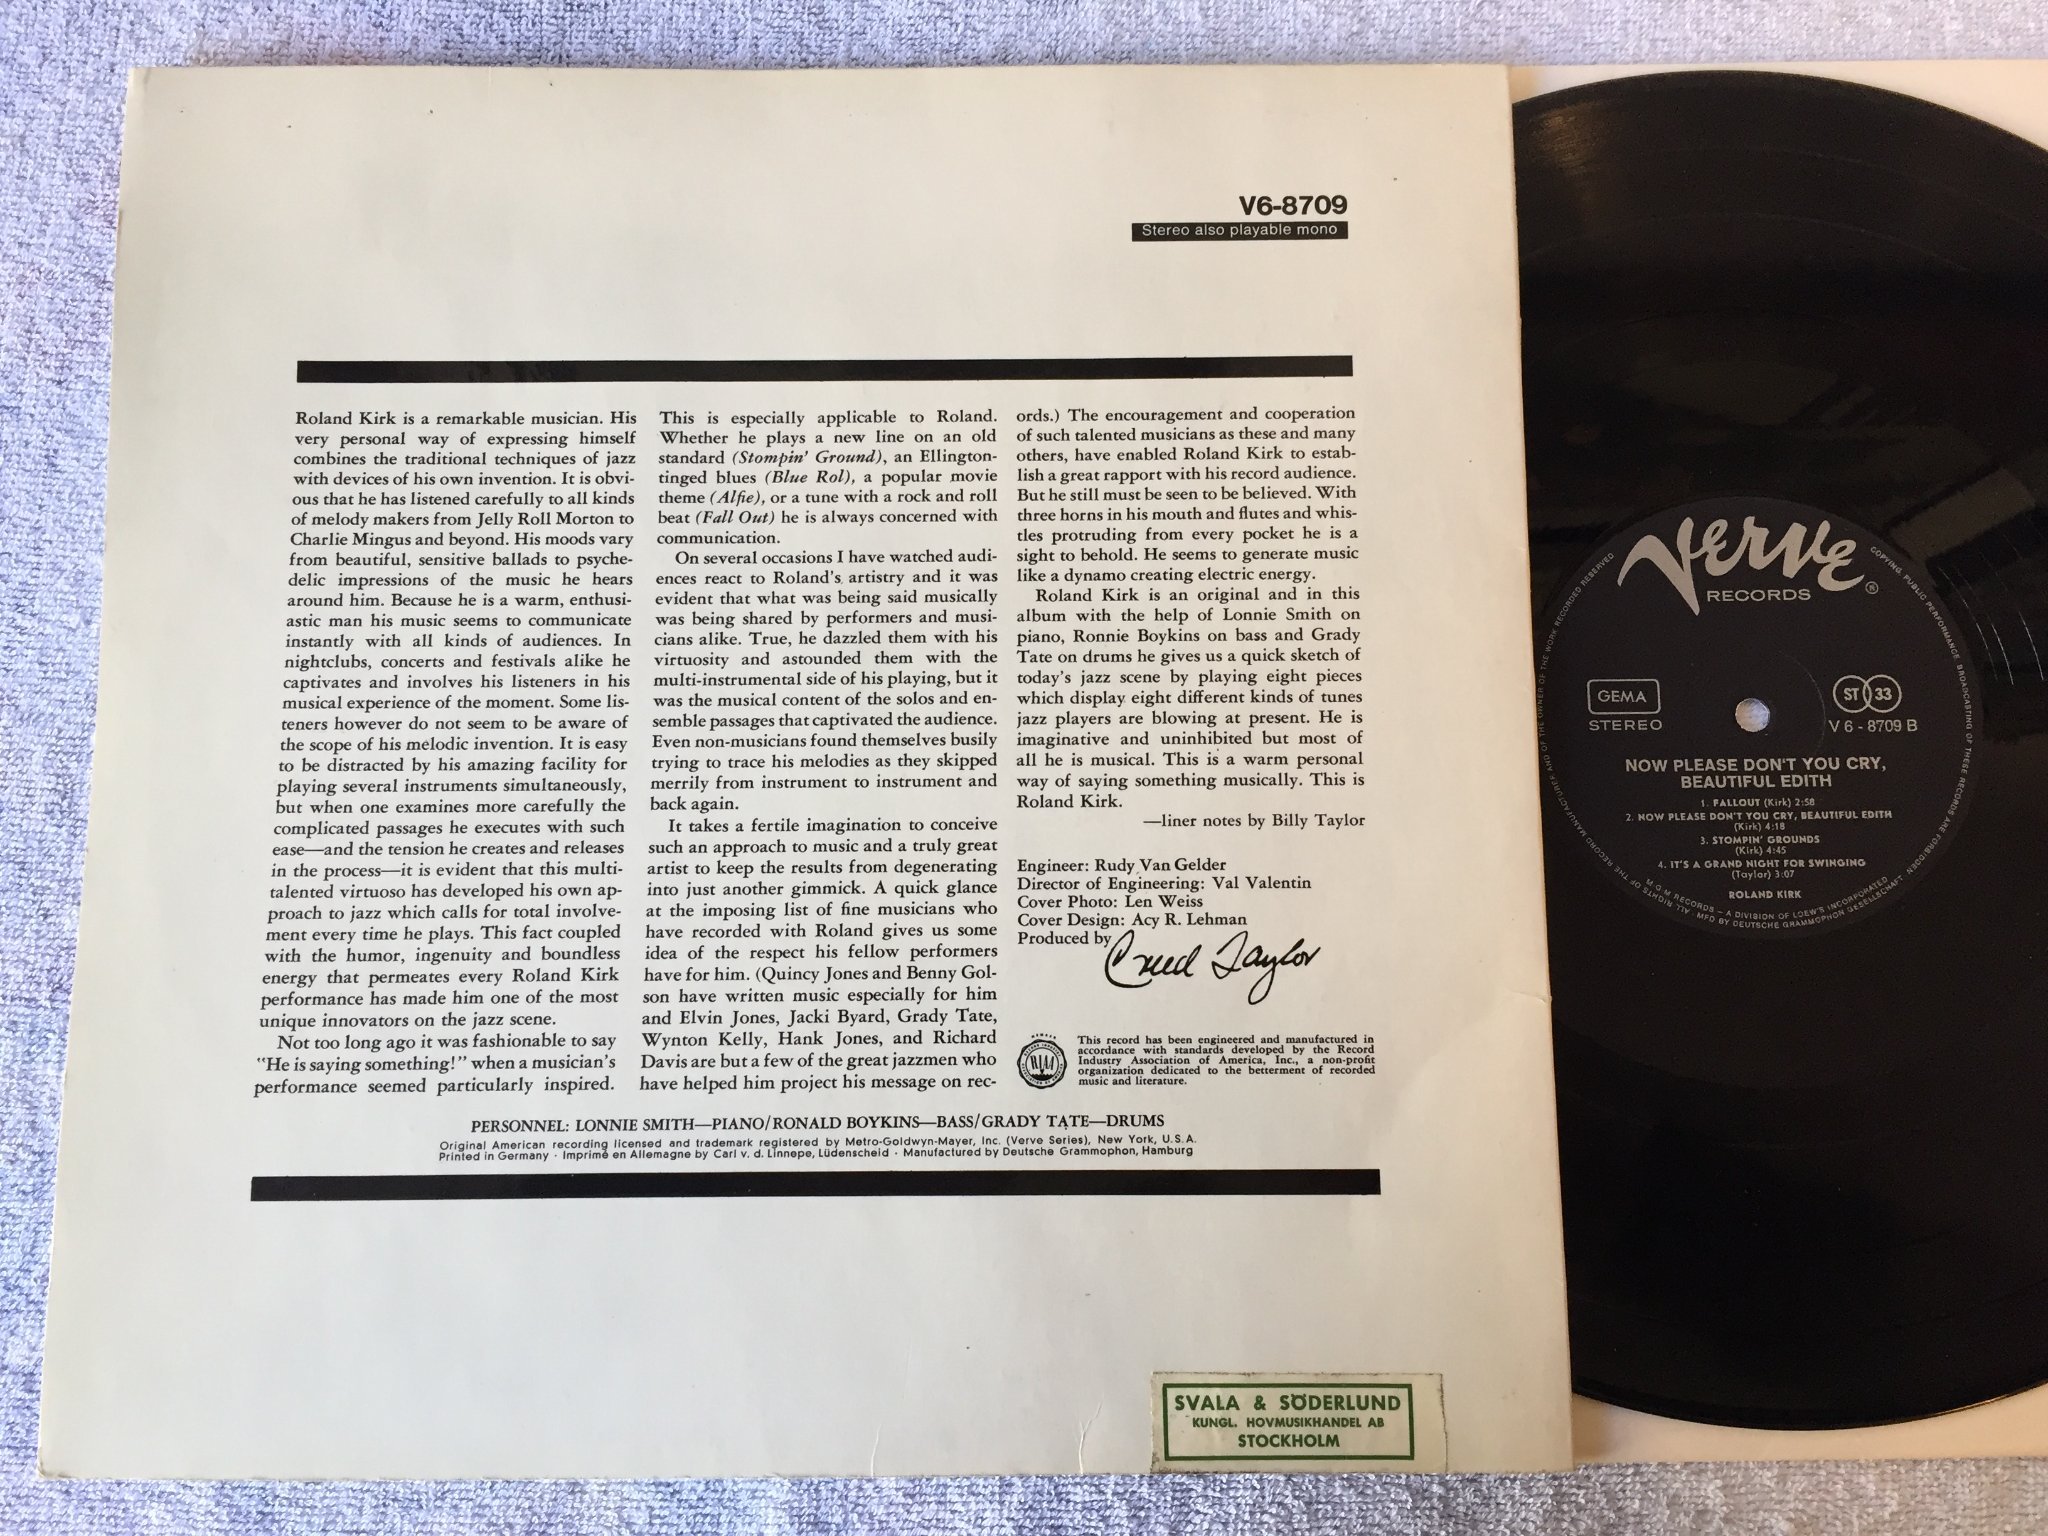 V6-8709
Stereo also playable mono
Roland Kirk is a remarkable musician. His
very personal way of expressing himself
combines the traditional techniques of jazz
with devices of his own invention. It is obvi-
ous that he has listened carefully to all kinds
of melody makers from Jelly Roll Morton to
Charlie Mingus and beyond. His moods vary
from beautiful, sensitive ballads to psyche-
delic impressions of the music he hears
around him. Because he is a warm, enthusi-
astic man his music seems to communicate
instantly with all kinds of audiences. In
nightclubs, concerts and festivals alike he
captivates and involves his listeners in his
musical experience of the moment. Some lis-
teners however do not seem to be aware of
the scope of his melodic invention. It is easy
to be distracted by his amazing facility for
playing several instruments simultaneously,
but when one examines more carefully the
complicated passages he executes with such
ease—and the tension he creates and releases
in the process—it is evident that this multi-
talented virtuoso has developed his own ap-
proach to jazz which calls for total involve-
ment every time he plays. This fact coupled
with the humor, ingenuity and boundless
energy that permeates every Roland Kirk
performance has made him one of the most
unique innovators on the jazz scene.
Not too long ago it was fashionable to say
"He is saying something!" when a musician's
performance seemed particularly inspired.
This is especially applicable to Roland.
Whether he plays a new line on an old
standard (Stompin' Ground), an Ellington-
tinged blues (Blue Rol), a popular movie
theme (Alfie), or a tune with a rock and roll
beat (Fall Out) he is always concerned with
communication.
On several occasions I have watched audi-
ences react to Roland's artistry and it was
evident that what was being said musically
was being shared by performers and musi-
cians alike. True, he dazzled them with his
virtuosity and astounded them with the
multi-instrumental side of his playing, but it
was the musical content of the solos and en-
semble passages that captivated the audience.
Even non-musicians found themselves busily
trying to trace his melodies as they skipped
merrily from instrument to instrument and
back again.
It takes a fertile imagination to conceive
such an approach to music and a truly great
artist to keep the results from degenerating
into just another gimmick. A quick glance
at the imposing list of fine musicians who
have recorded with Roland gives us some
idea of the respect his fellow performers
have for him. (Quincy Jones and Benny Gol-
son have written music especially for him
and Elvin Jones, Jacki Byard, Grady Tate,
Wynton Kelly, Hank Jones, and Richard
Davis are but a few of the great jazzmen who
have helped him project his message on rec-
ords.) The encouragement and cooperation
of such talented musicians as these and many
others, have enabled Roland Kirk to estab-
lish a great rapport with his record audience.
But he still must be seen to be believed. With
three horns in his mouth and flutes and whis-
tles protruding from every pocket he is a
sight to behold. He seems to generate music
like a dynamo creating electric energy.
Roland Kirk is an original and in this
album with the help of Lonnie Smith on
piano, Ronnie Boykins on bass and Grady
Tate on drums he gives us a quick sketch of
today's jazz scene by playing eight pieces
which display eight different kinds of tunes
jazz players are blowing at present. He is
imaginative and uninhibited but most of
all he is musical. This is a warm personal
way of saying something musically. This is
Roland Kirk.
—liner notes by Billy Taylor
Engineer: Rudy Van Gelder
Director of Engineering: Val Valentin
Cover Photo: Len Weiss
Cover Design: Acy R. Lehman
Produced by Creed Taylor
RIAA
This record has been engineered and manufactured in
accordance with standards developed by the Record
Industry Association of America, Inc., a non-profit
organization dedicated to the betterment of recorded
music and literature.
PERSONNEL: LONNIE SMITH—PIANO/RONALD BOYKINS—BASS/GRADY TATE—DRUMS
Original American recording licensed and trademark registered by Metro-Goldwyn-Mayer, Inc. (Verve Series), New York, U.S.A.
Printed in Germany · Imprimé en Allemagne by Carl v. d. Linnepe, Lüdenscheid · Manufactured by Deutsche Grammophon, Hamburg
SVALA & SÖDERLUND
KUNGL. HOVMUSIKHANDEL AB
STOCKHOLM
Verve
RECORDS ®
GEMA
STEREO
ST 33
V 6 - 8709 B
NOW PLEASE DON'T YOU CRY,
BEAUTIFUL EDITH
1. FALLOUT (Kirk) 2:58
2. NOW PLEASE DON'T YOU CRY, BEAUTIFUL EDITH
(Kirk) 4:18
3. STOMPIN' GROUNDS
(Kirk) 4:45
4. IT'S A GRAND NIGHT FOR SWINGING
(Taylor) 3:07
ROLAND KIRK
M.G.M RECORDS – A DIVISION OF LOEW'S INCORPORATED
MFD BY DEUTSCHE GRAMMOPHON GESELLSCHAFT
ALL RIGHTS OF THE RECORD MANUFACTURER AND OF THE OWNER OF THE WORK RECORDED RESERVED
COPYING, PUBLIC PERFORMANCE, BROADCASTING OF THESE RECORDS ARE FORBIDDEN